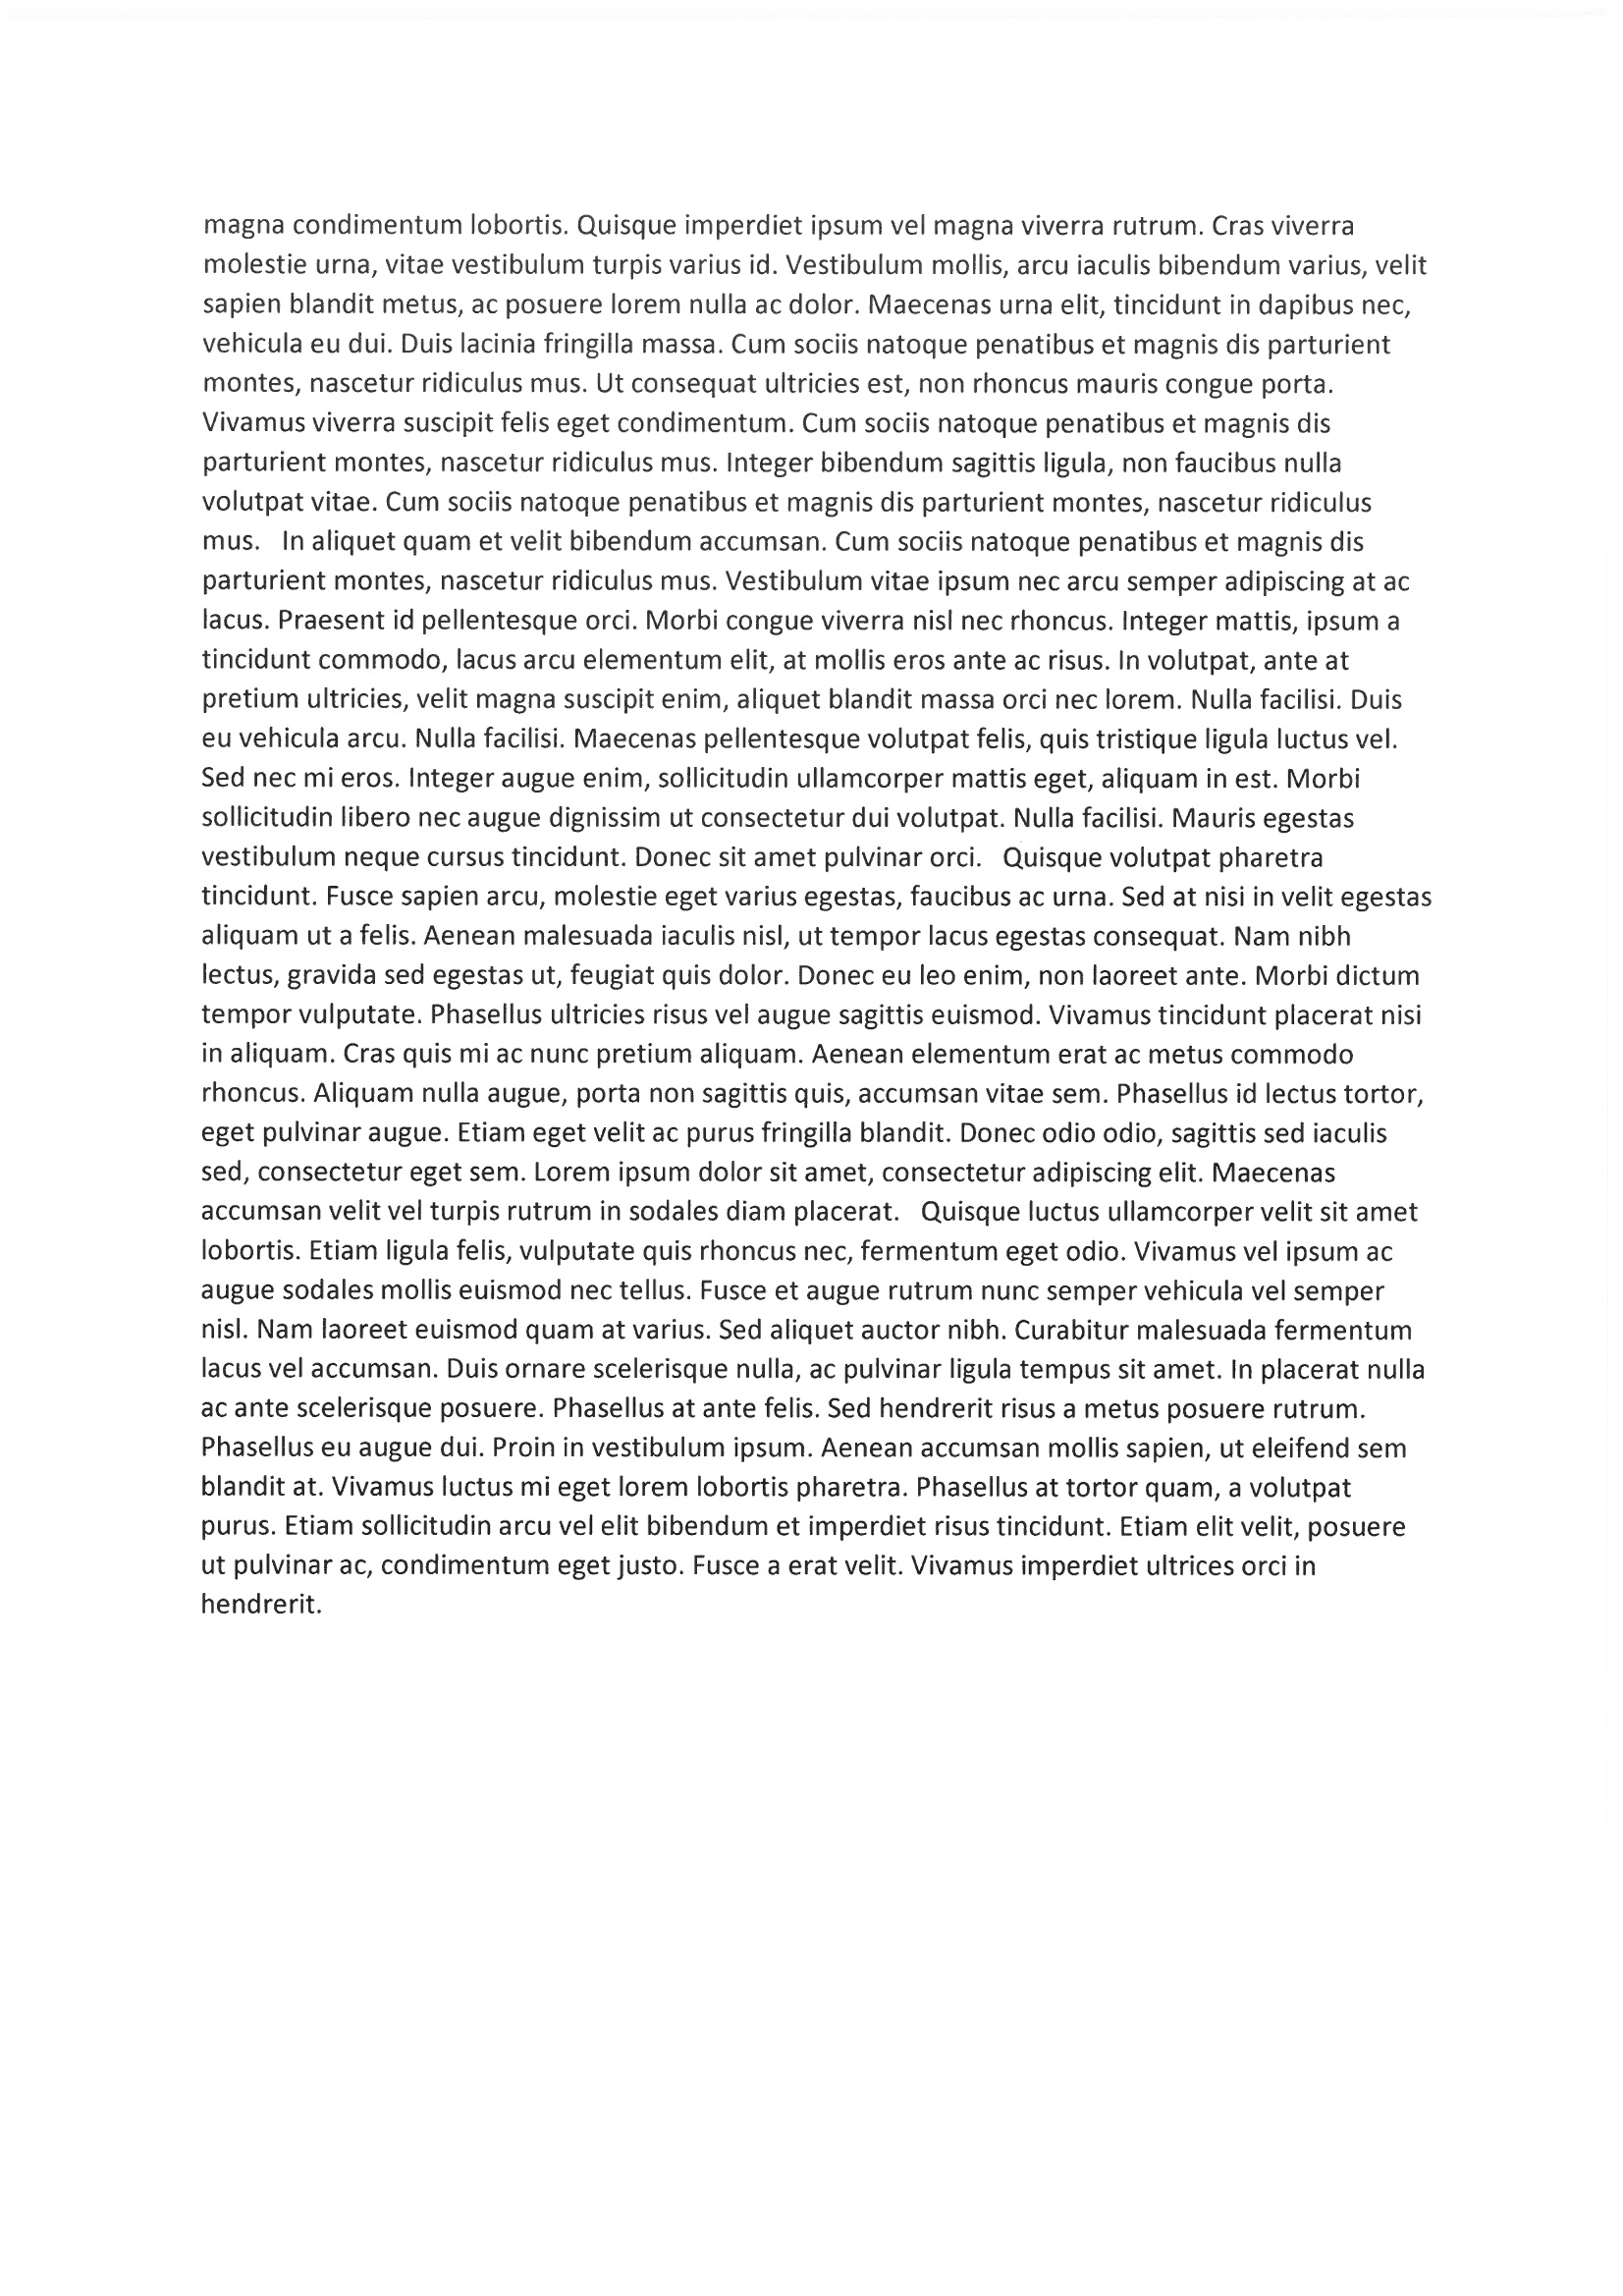 magna condimentum lobortis. Quisque imperdiet ipsum vel magna viverra rutrum. Cras viverra
molestie urna, vitae vestibulum turpis varius id. Vestibulum mollis, arcu iaculis bibendum varius, velit
sapien blandit metus, ac posuere lorem nulla ac dolor. Maecenas urna elit, tincidunt in dapibus nec,
vehicula eu dui. Duis lacinia fringilla massa. Cum sociis natoque penatibus et magnis dis parturient
montes, nascetur ridiculus mus. Ut consequat ultricies est, non rhoncus mauris congue porta.
Vivamus viverra suscipit felis eget condimentum. Cum sociis natoque penatibus et magnis dis
parturient montes, nascetur ridiculus mus. Integer bibendum sagittis ligula, non faucibus nulla
volutpat vitae. Cum sociis natoque penatibus et magnis dis parturient montes, nascetur ridiculus
mus.   In aliquet quam et velit bibendum accumsan. Cum sociis natoque penatibus et magnis dis
parturient montes, nascetur ridiculus mus. Vestibulum vitae ipsum nec arcu semper adipiscing at ac
lacus. Praesent id pellentesque orci. Morbi congue viverra nisl nec rhoncus. Integer mattis, ipsum a
tincidunt commodo, lacus arcu elementum elit, at mollis eros ante ac risus. In volutpat, ante at
pretium ultricies, velit magna suscipit enim, aliquet blandit massa orci nec lorem. Nulla facilisi. Duis
eu vehicula arcu. Nulla facilisi. Maecenas pellentesque volutpat felis, quis tristique ligula luctus vel.
Sed nec mi eros. Integer augue enim, sollicitudin ullamcorper mattis eget, aliquam in est. Morbi
sollicitudin libero nec augue dignissim ut consectetur dui volutpat. Nulla facilisi. Mauris egestas
vestibulum neque cursus tincidunt. Donec sit amet pulvinar orci.   Quisque volutpat pharetra
tincidunt. Fusce sapien arcu, molestie eget varius egestas, faucibus ac urna. Sed at nisi in velit egestas
aliquam ut a felis. Aenean malesuada iaculis nisl, ut tempor lacus egestas consequat. Nam nibh
lectus, gravida sed egestas ut, feugiat quis dolor. Donec eu leo enim, non laoreet ante. Morbi dictum
tempor vulputate. Phasellus ultricies risus vel augue sagittis euismod. Vivamus tincidunt placerat nisi
in aliquam. Cras quis mi ac nunc pretium aliquam. Aenean elementum erat ac metus commodo
rhoncus. Aliquam nulla augue, porta non sagittis quis, accumsan vitae sem. Phasellus id lectus tortor,
eget pulvinar augue. Etiam eget velit ac purus fringilla blandit. Donec odio odio, sagittis sed iaculis
sed, consectetur eget sem. Lorem ipsum dolor sit amet, consectetur adipiscing elit. Maecenas
accumsan velit vel turpis rutrum in sodales diam placerat.   Quisque luctus ullamcorper velit sit amet
lobortis. Etiam ligula felis, vulputate quis rhoncus nec, fermentum eget odio. Vivamus vel ipsum ac
augue sodales mollis euismod nec tellus. Fusce et augue rutrum nunc semper vehicula vel semper
nisl. Nam laoreet euismod quam at varius. Sed aliquet auctor nibh. Curabitur malesuada fermentum
lacus vel accumsan. Duis ornare scelerisque nulla, ac pulvinar ligula tempus sit amet. In placerat nulla
ac ante scelerisque posuere. Phasellus at ante felis. Sed hendrerit risus a metus posuere rutrum.
Phasellus eu augue dui. Proin in vestibulum ipsum. Aenean accumsan mollis sapien, ut eleifend sem
blandit at. Vivamus luctus mi eget lorem lobortis pharetra. Phasellus at tortor quam, a volutpat
purus. Etiam sollicitudin arcu vel elit bibendum et imperdiet risus tincidunt. Etiam elit velit, posuere
ut pulvinar ac, condimentum eget justo. Fusce a erat velit. Vivamus imperdiet ultrices orci in
hendrerit.